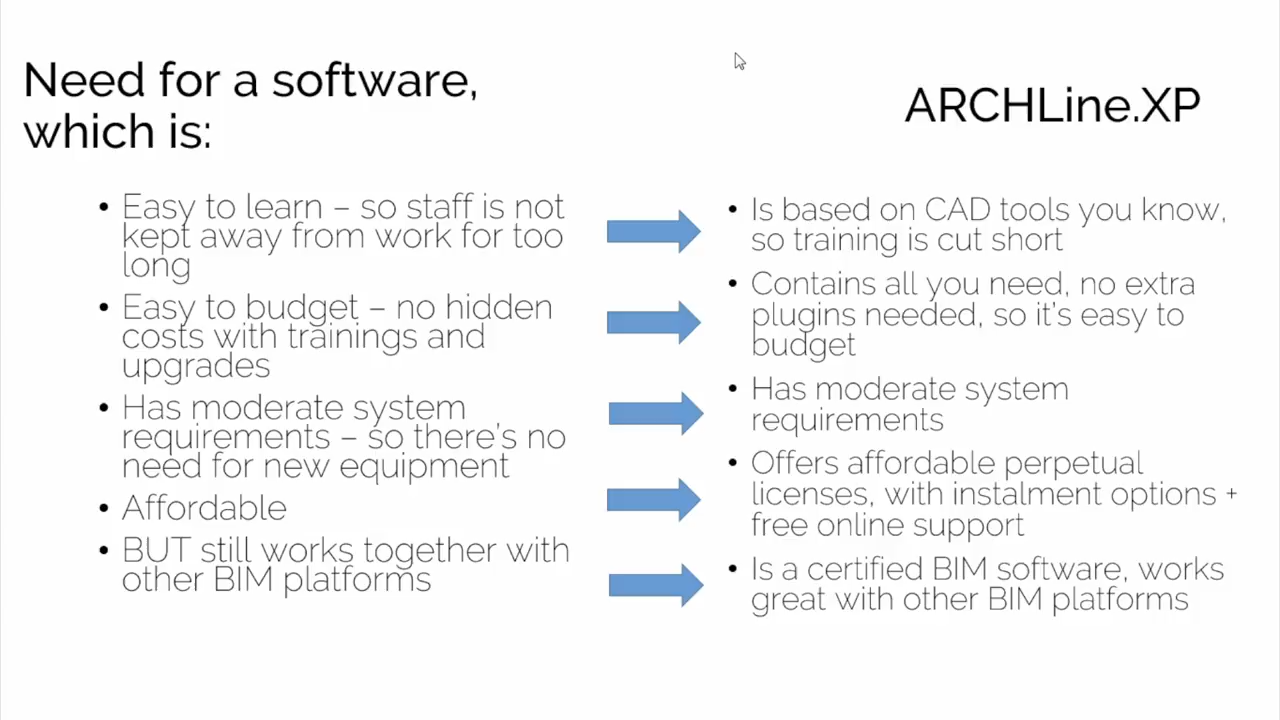 Need for a software,
which is:
• Easy to learn – so staff is not
kept away from work for too
long
• Easy to budget – no hidden
costs with trainings and
upgrades
• Has moderate system
requirements – so there's no
need for new equipment
• Affordable
• BUT still works together with
other BIM platforms
ARCHLine.XP
• Is based on CAD tools you know,
so training is cut short
• Contains all you need, no extra
plugins needed, so it's easy to
budget
• Has moderate system
requirements
• Offers affordable perpetual
licenses, with instalment options +
free online support
• Is a certified BIM software, works
great with other BIM platforms